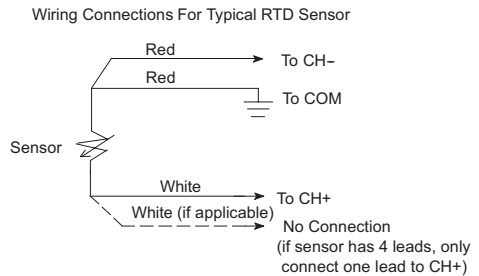 Wiring Connections For Typical RTD Sensor
Red
To CH–
Red
To COM
Sensor
White
To CH+
White (if applicable)
No Connection
(if sensor has 4 leads, only
connect one lead to CH+)